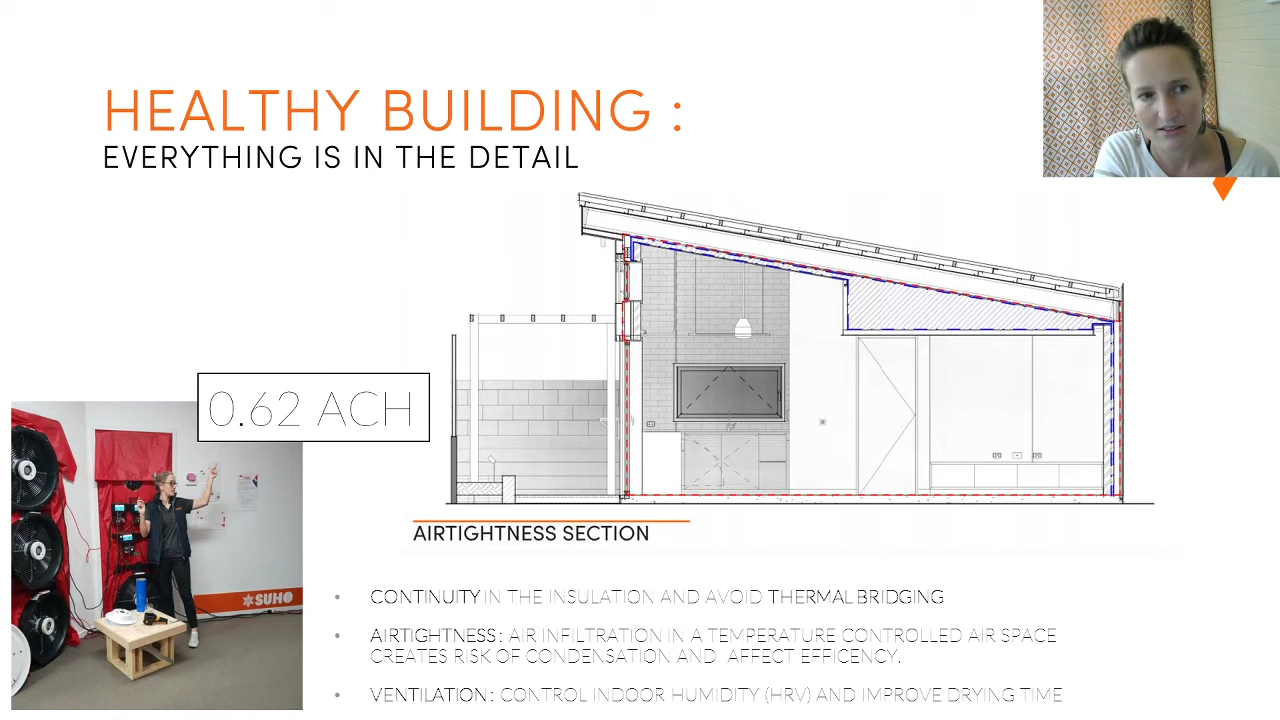 HEALTHY BUILDING :
EVERYTHING IS IN THE DETAIL
0.62 ACH
SUHO
AIRTIGHTNESS SECTION
• CONTINUITY IN THE INSULATION AND AVOID THERMAL BRIDGING
• AIRTIGHTNESS: AIR INFILTRATION IN A TEMPERATURE CONTROLLED AIR SPACE
CREATES RISK OF CONDENSATION AND AFFECT EFFICENCY.
• VENTILATION: CONTROL INDOOR HUMIDITY (HRV) AND IMPROVE DRYING TIME